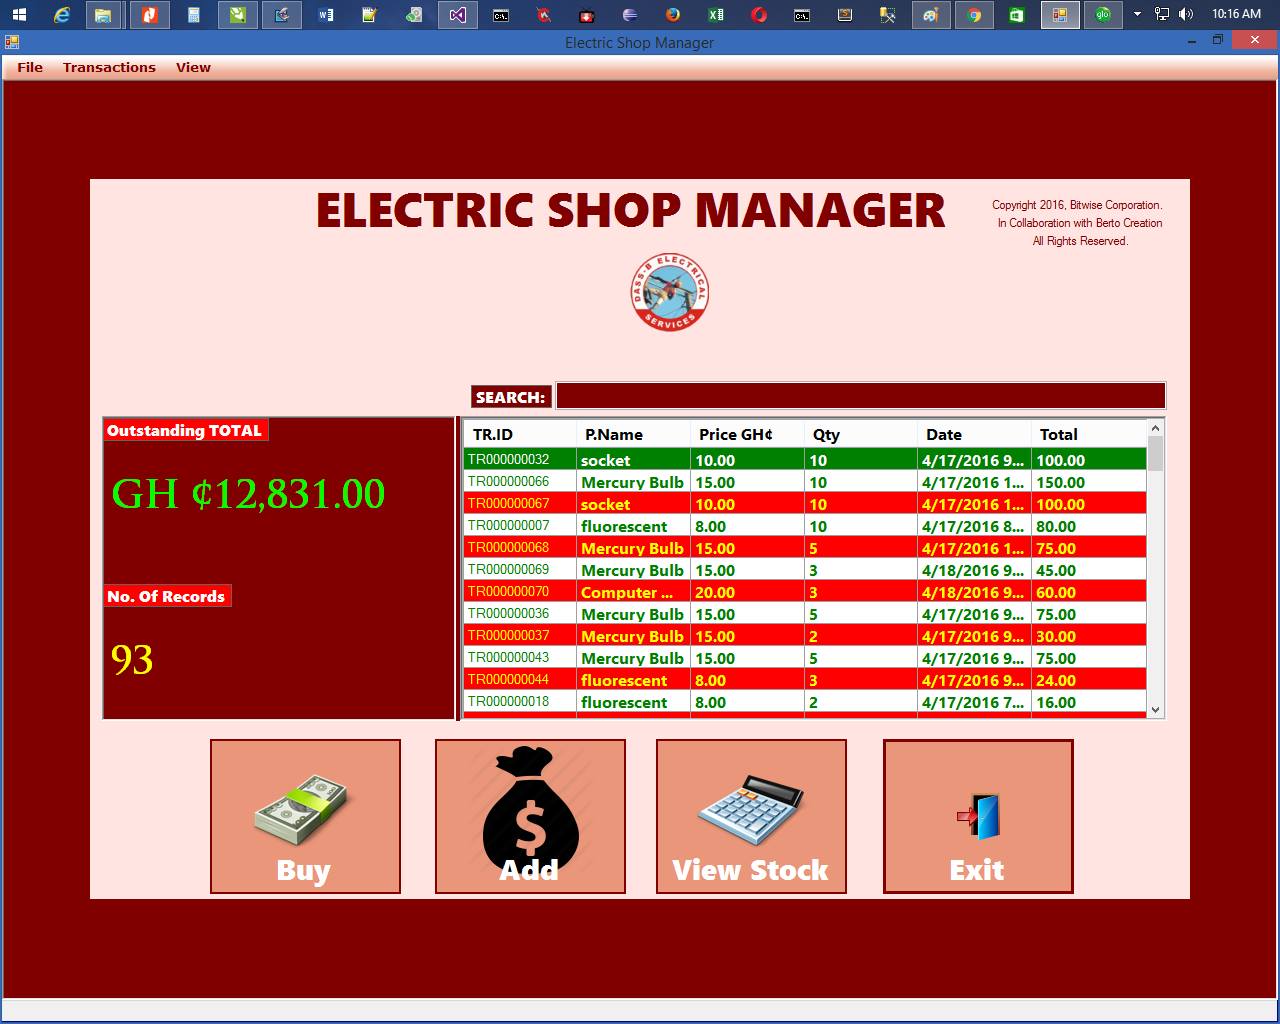 10:16 AM
Electric Shop Manager
File Transactions View
ELECTRIC SHOP MANAGER
Copyright 2016, Bitwise Corporation.
In Collaboration with Berto Creation
All Rights Reserved.
DASS-B ELECTRICAL
SERVICES
SEARCH:
Outstanding TOTAL
GH ¢12,831.00
No. Of Records
93
TR.ID P.Name Price GH¢ Qty Date Total
TR000000032 socket 10.00 10 4/17/2016 9... 100.00
TR000000066 Mercury Bulb 15.00 10 4/17/2016 1... 150.00
TR000000067 socket 10.00 10 4/17/2016 1... 100.00
TR000000007 fluorescent 8.00 10 4/17/2016 8... 80.00
TR000000068 Mercury Bulb 15.00 5 4/17/2016 1... 75.00
TR000000069 Mercury Bulb 15.00 3 4/18/2016 9... 45.00
TR000000070 Computer ... 20.00 3 4/18/2016 9... 60.00
TR000000036 Mercury Bulb 15.00 5 4/17/2016 9... 75.00
TR000000037 Mercury Bulb 15.00 2 4/17/2016 9... 30.00
TR000000043 Mercury Bulb 15.00 5 4/17/2016 9... 75.00
TR000000044 fluorescent 8.00 3 4/17/2016 9... 24.00
TR000000018 fluorescent 8.00 2 4/17/2016 7... 16.00
Buy
Add
View Stock
Exit